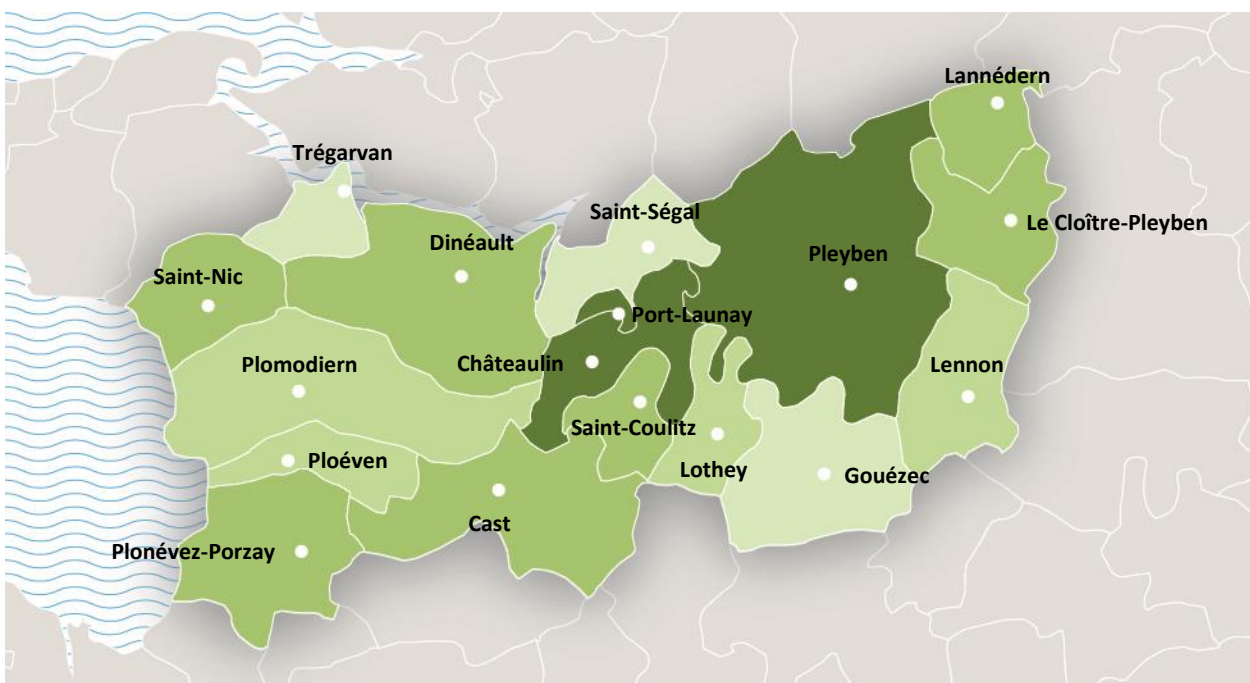 Lannédern
Trégarvan
Saint-Ségal
Le Cloître-Pleyben
Dinéault
Pleyben
Saint-Nic
Port-Launay
Châteaulin
Plomodiern
Lennon
Saint-Coulitz
Ploéven
Lothey
Gouézec
Cast
Plonévez-Porzay